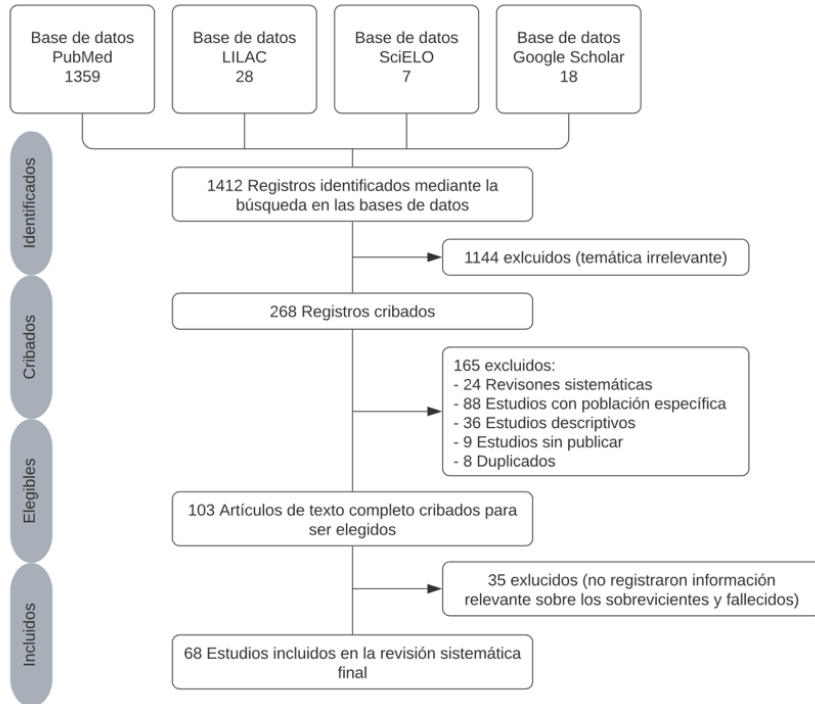 Base de datos
PubMed
1359
Base de datos
LILAC
28
Base de datos
SciELO
7
Base de datos
Google Scholar
18
Identificados
1412 Registros identificados mediante la
búsqueda en las bases de datos
1144 exlcuidos (temática irrelevante)
Cribados
268 Registros cribados
165 excluidos:
- 24 Revisones sistemáticas
- 88 Estudios con población específica
- 36 Estudios descriptivos
- 9 Estudios sin publicar
- 8 Duplicados
Elegibles
103 Artículos de texto completo cribados para
ser elegidos
35 exlucidos (no registraron información
relevante sobre los sobrevicientes y fallecidos)
Incluidos
68 Estudios incluidos en la revisión sistemática
final